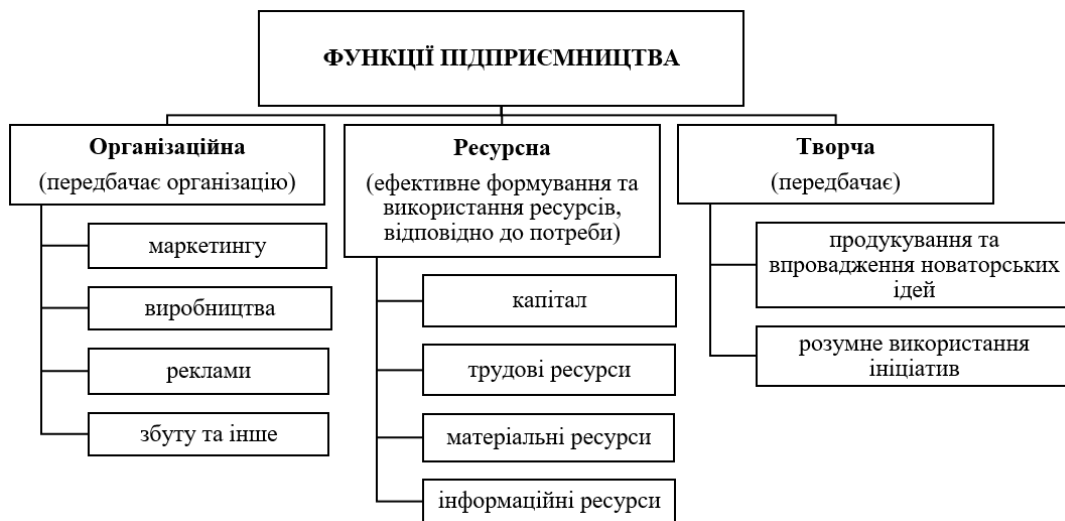 ФУНКЦІЇ ПІДПРИЄМНИЦТВА
Організаційна
(передбачає організацію)
маркетингу
виробництва
реклами
збуту та інше
Ресурсна
(ефективне формування та
використання ресурсів,
відповідно до потреби)
капітал
трудові ресурси
матеріальні ресурси
інформаційні ресурси
Творча
(передбачає)
продукування та
впровадження новаторських
ідей
розумне використання
ініціатив